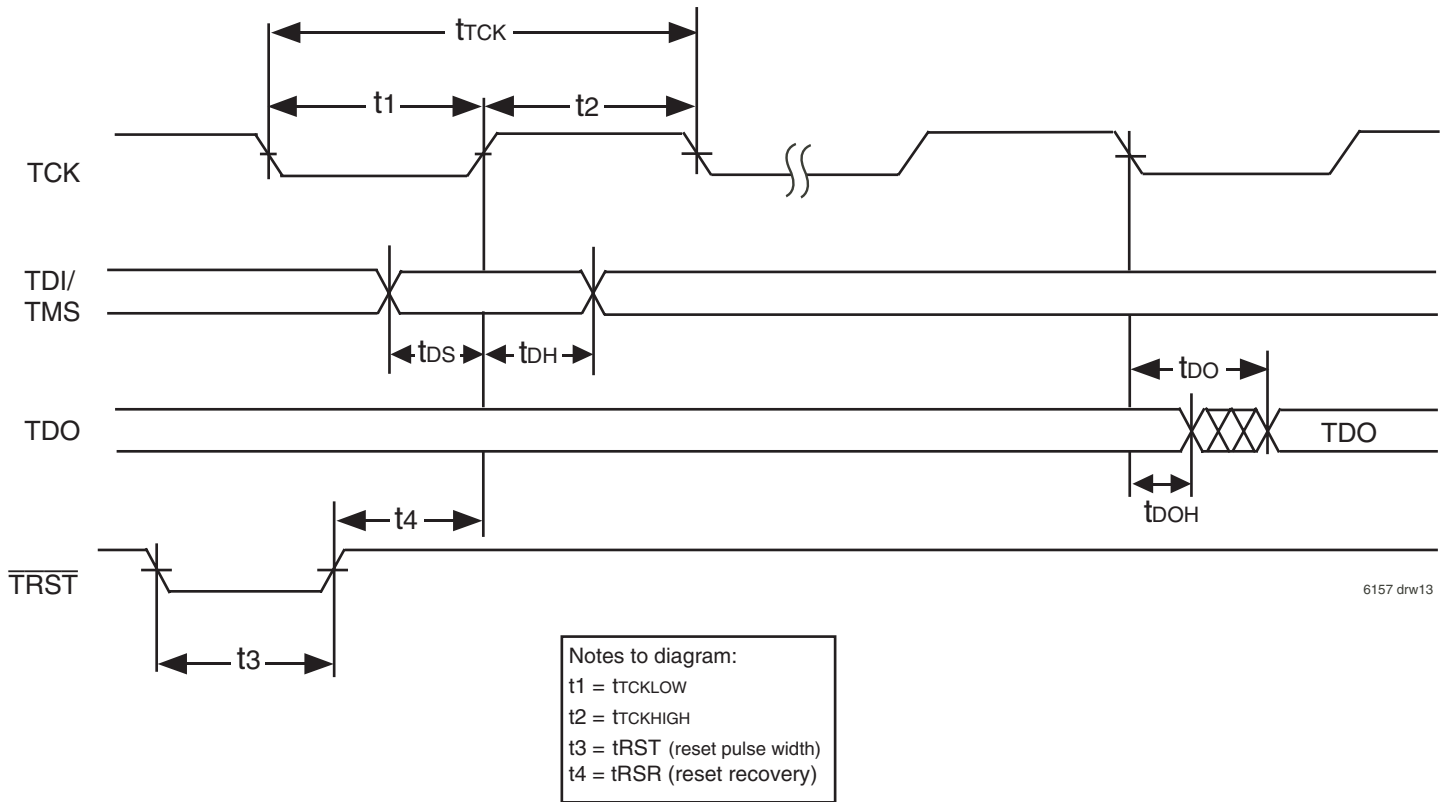 tTCK
t1
t2
TCK
TDI/
TMS
tDS
tDH
tDO
TDO
TDO
tDOH
t4
TRST
6157 drw13
t3
Notes to diagram:
t1 = tTCKLOW
t2 = tTCKHIGH
t3 = tRST (reset pulse width)
t4 = tRSR (reset recovery)